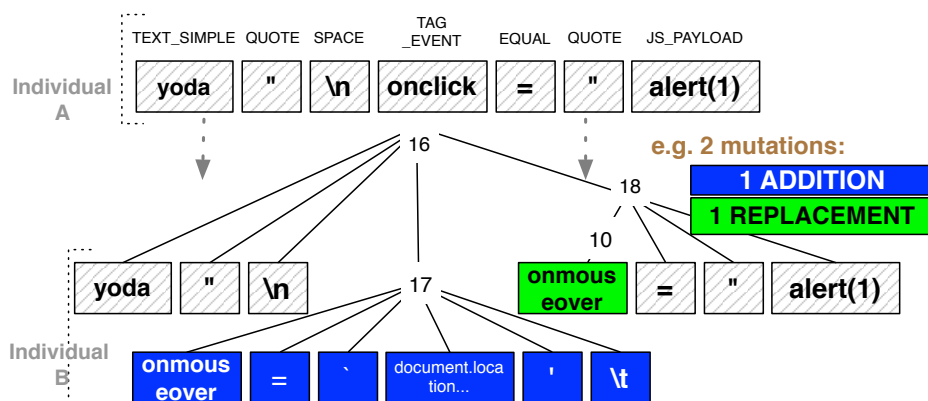 TAG
TEXT_SIMPLE QUOTE SPACE _EVENT EQUAL QUOTE JS_PAYLOAD
Individual
A
yoda " \n onclick = " alert(1)
16
e.g. 2 mutations:
1 ADDITION
18
1 REPLACEMENT
10
yoda " \n
17
onmous
eover
= " alert(1)
Individual
B
onmous
eover
= `
document.loca
tion...
' \t